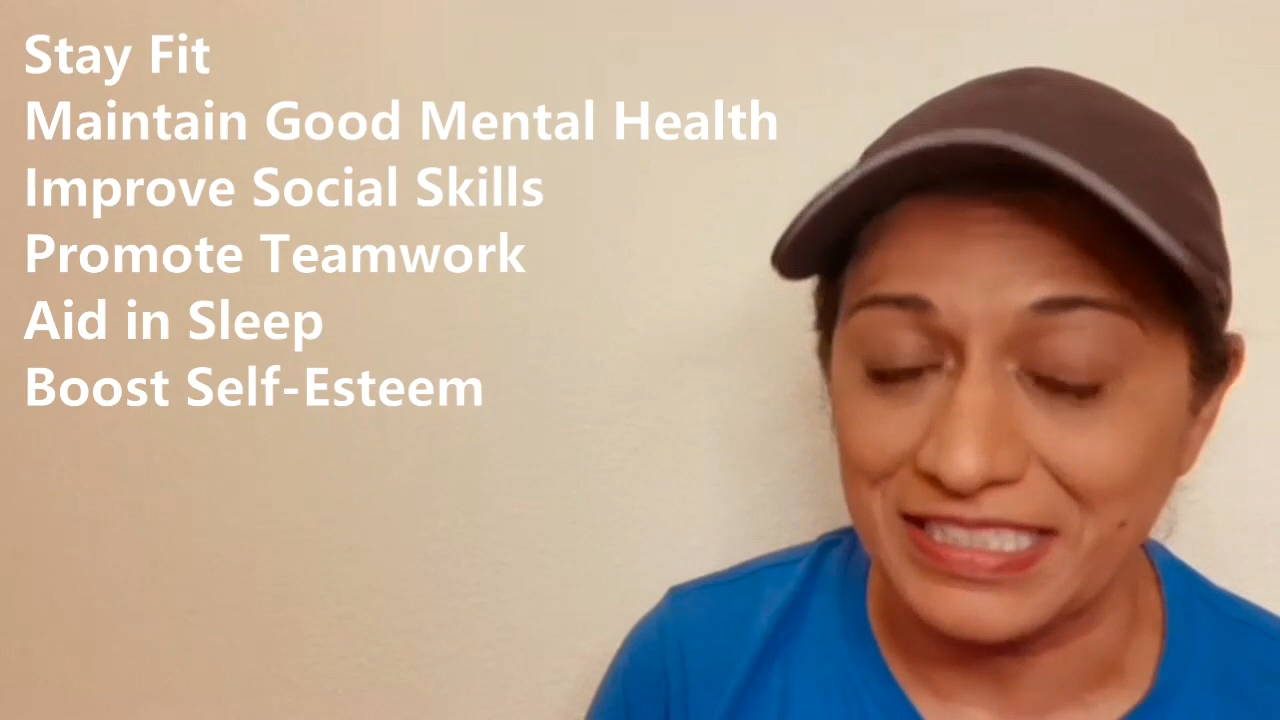 Stay Fit
Maintain Good Mental Health
Improve Social Skills
Promote Teamwork
Aid in Sleep
Boost Self-Esteem